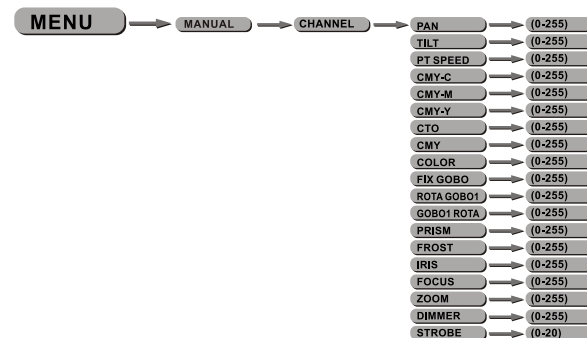 MENU MANUAL CHANNEL PAN (0-255)
TILT (0-255)
PT SPEED (0-255)
CMY-C (0-255)
CMY-M (0-255)
CMY-Y (0-255)
CTO (0-255)
CMY (0-255)
COLOR (0-255)
FIX GOBO (0-255)
ROTA GOBO1 (0-255)
GOBO1 ROTA (0-255)
PRISM (0-255)
FROST (0-255)
IRIS (0-255)
FOCUS (0-255)
ZOOM (0-255)
DIMMER (0-255)
STROBE (0-20)